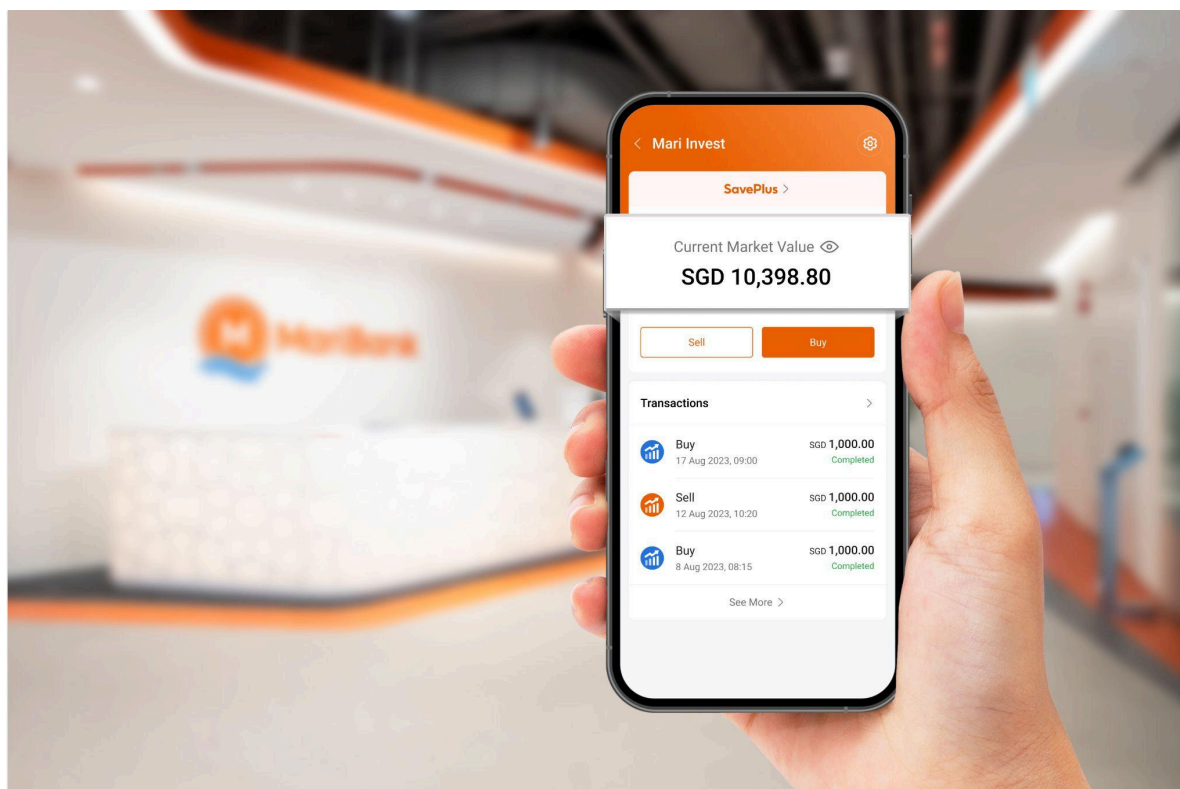 MariBank
Mari Invest
SavePlus
Current Market Value
SGD 10,398.80
Sell Buy
Transactions
Buy SGD 1,000.00
17 Aug 2023, 09:00 Completed
Sell SGD 1,000.00
12 Aug 2023, 10:20 Completed
Buy SGD 1,000.00
8 Aug 2023, 08:15 Completed
See More